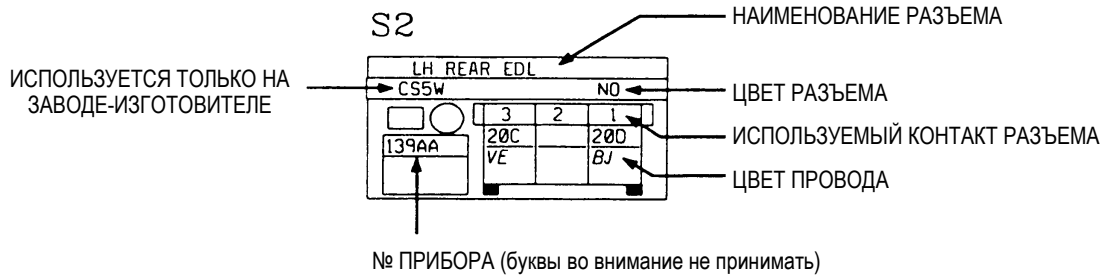 S2
НАИМЕНОВАНИЕ РАЗЪЕМА
LH REAR EDL
ИСПОЛЬЗУЕТСЯ ТОЛЬКО НА
ЗАВОДЕ-ИЗГОТОВИТЕЛЕ
CS5W NO
ЦВЕТ РАЗЪЕМА
3 2 1
ИСПОЛЬЗУЕМЫЙ КОНТАКТ РАЗЪЕМА
20C 20D
139AA
VE BJ
ЦВЕТ ПРОВОДА
№ ПРИБОРА (буквы во внимание не принимать)